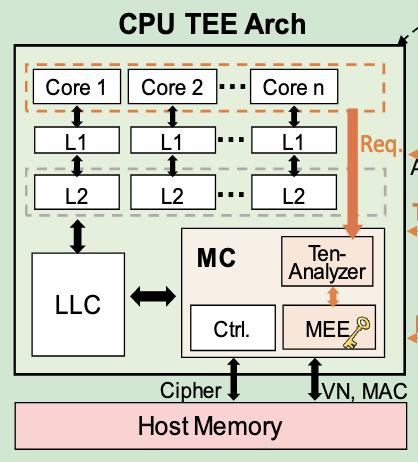 CPU TEE Arch
Core 1 Core 2 ... Core n
L1 L1 ... L1
Req.
L2 L2 ... L2
MC
Ten-
Analyzer
LLC
Ctrl.
MEE
Cipher
VN, MAC
Host Memory